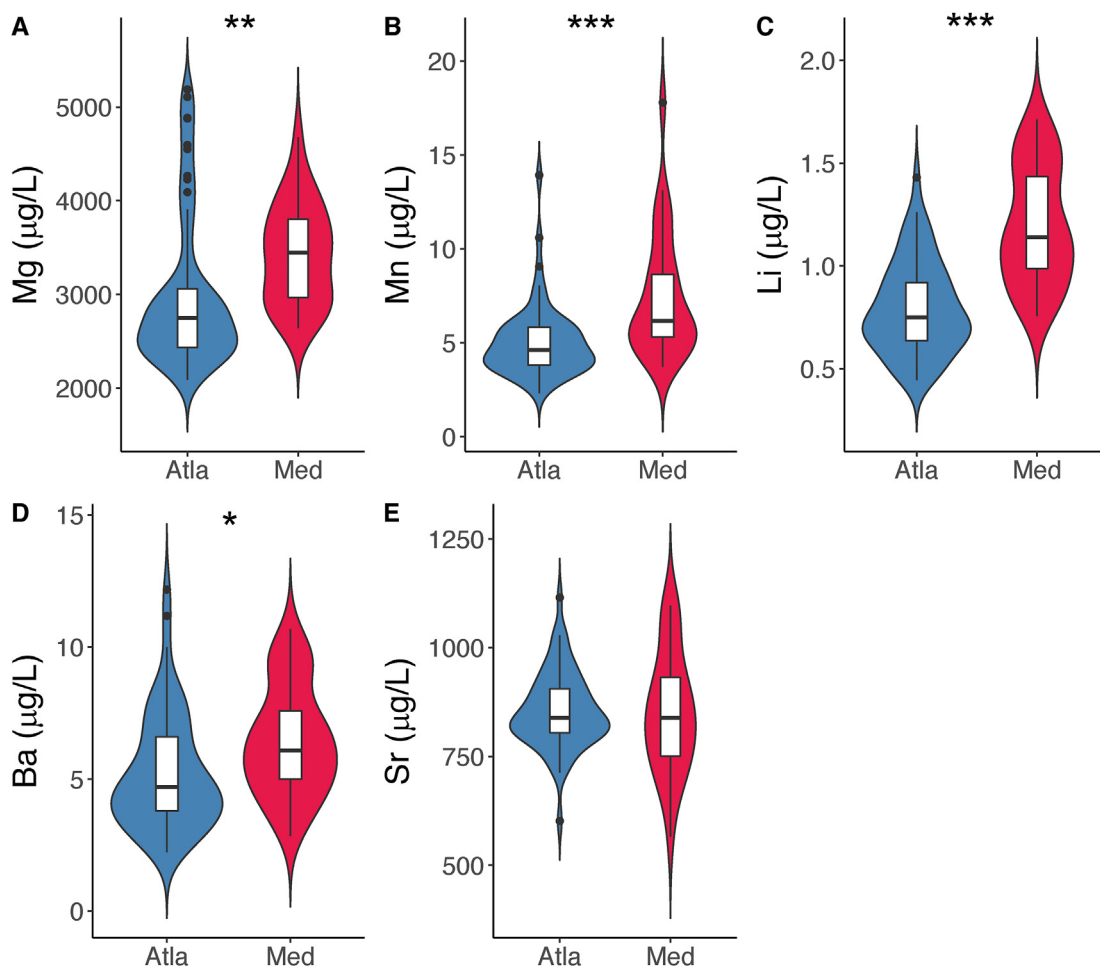 A
**
Mg (μg/L)
5000
4000
3000
2000
Atla Med
B
***
Mn (μg/L)
20
15
10
5
0
Atla Med
C
***
Li (μg/L)
2.0
1.5
1.0
0.5
Atla Med
D
*
Ba (μg/L)
15
10
5
0
Atla Med
E
Sr (μg/L)
1250
1000
750
500
Atla Med